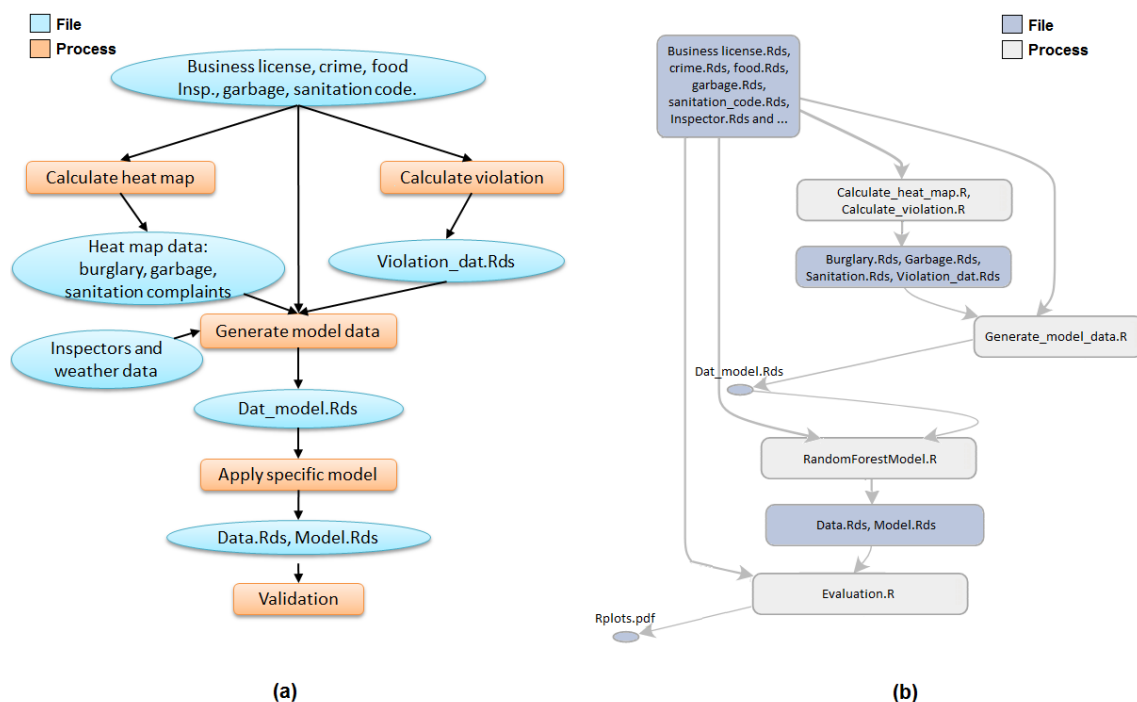 File
Process
Business license, crime, food
Insp., garbage, sanitation code.
Calculate heat map
Calculate violation
Heat map data:
burglary, garbage,
sanitation complaints
Violation_dat.Rds
Generate model data
Inspectors and
weather data
Dat_model.Rds
Apply specific model
Data.Rds, Model.Rds
Validation
(a)
File
Process
Business license.Rds,
crime.Rds, food.Rds,
garbage.Rds,
sanitation_code.Rds,
Inspector.Rds and ...
Calculate_heat_map.R,
Calculate_violation.R
Burglary.Rds, Garbage.Rds,
Sanitation.Rds, Violation_dat.Rds
Generate_model_data.R
Dat_model.Rds
RandomForestModel.R
Data.Rds, Model.Rds
Evaluation.R
Rplots.pdf
(b)